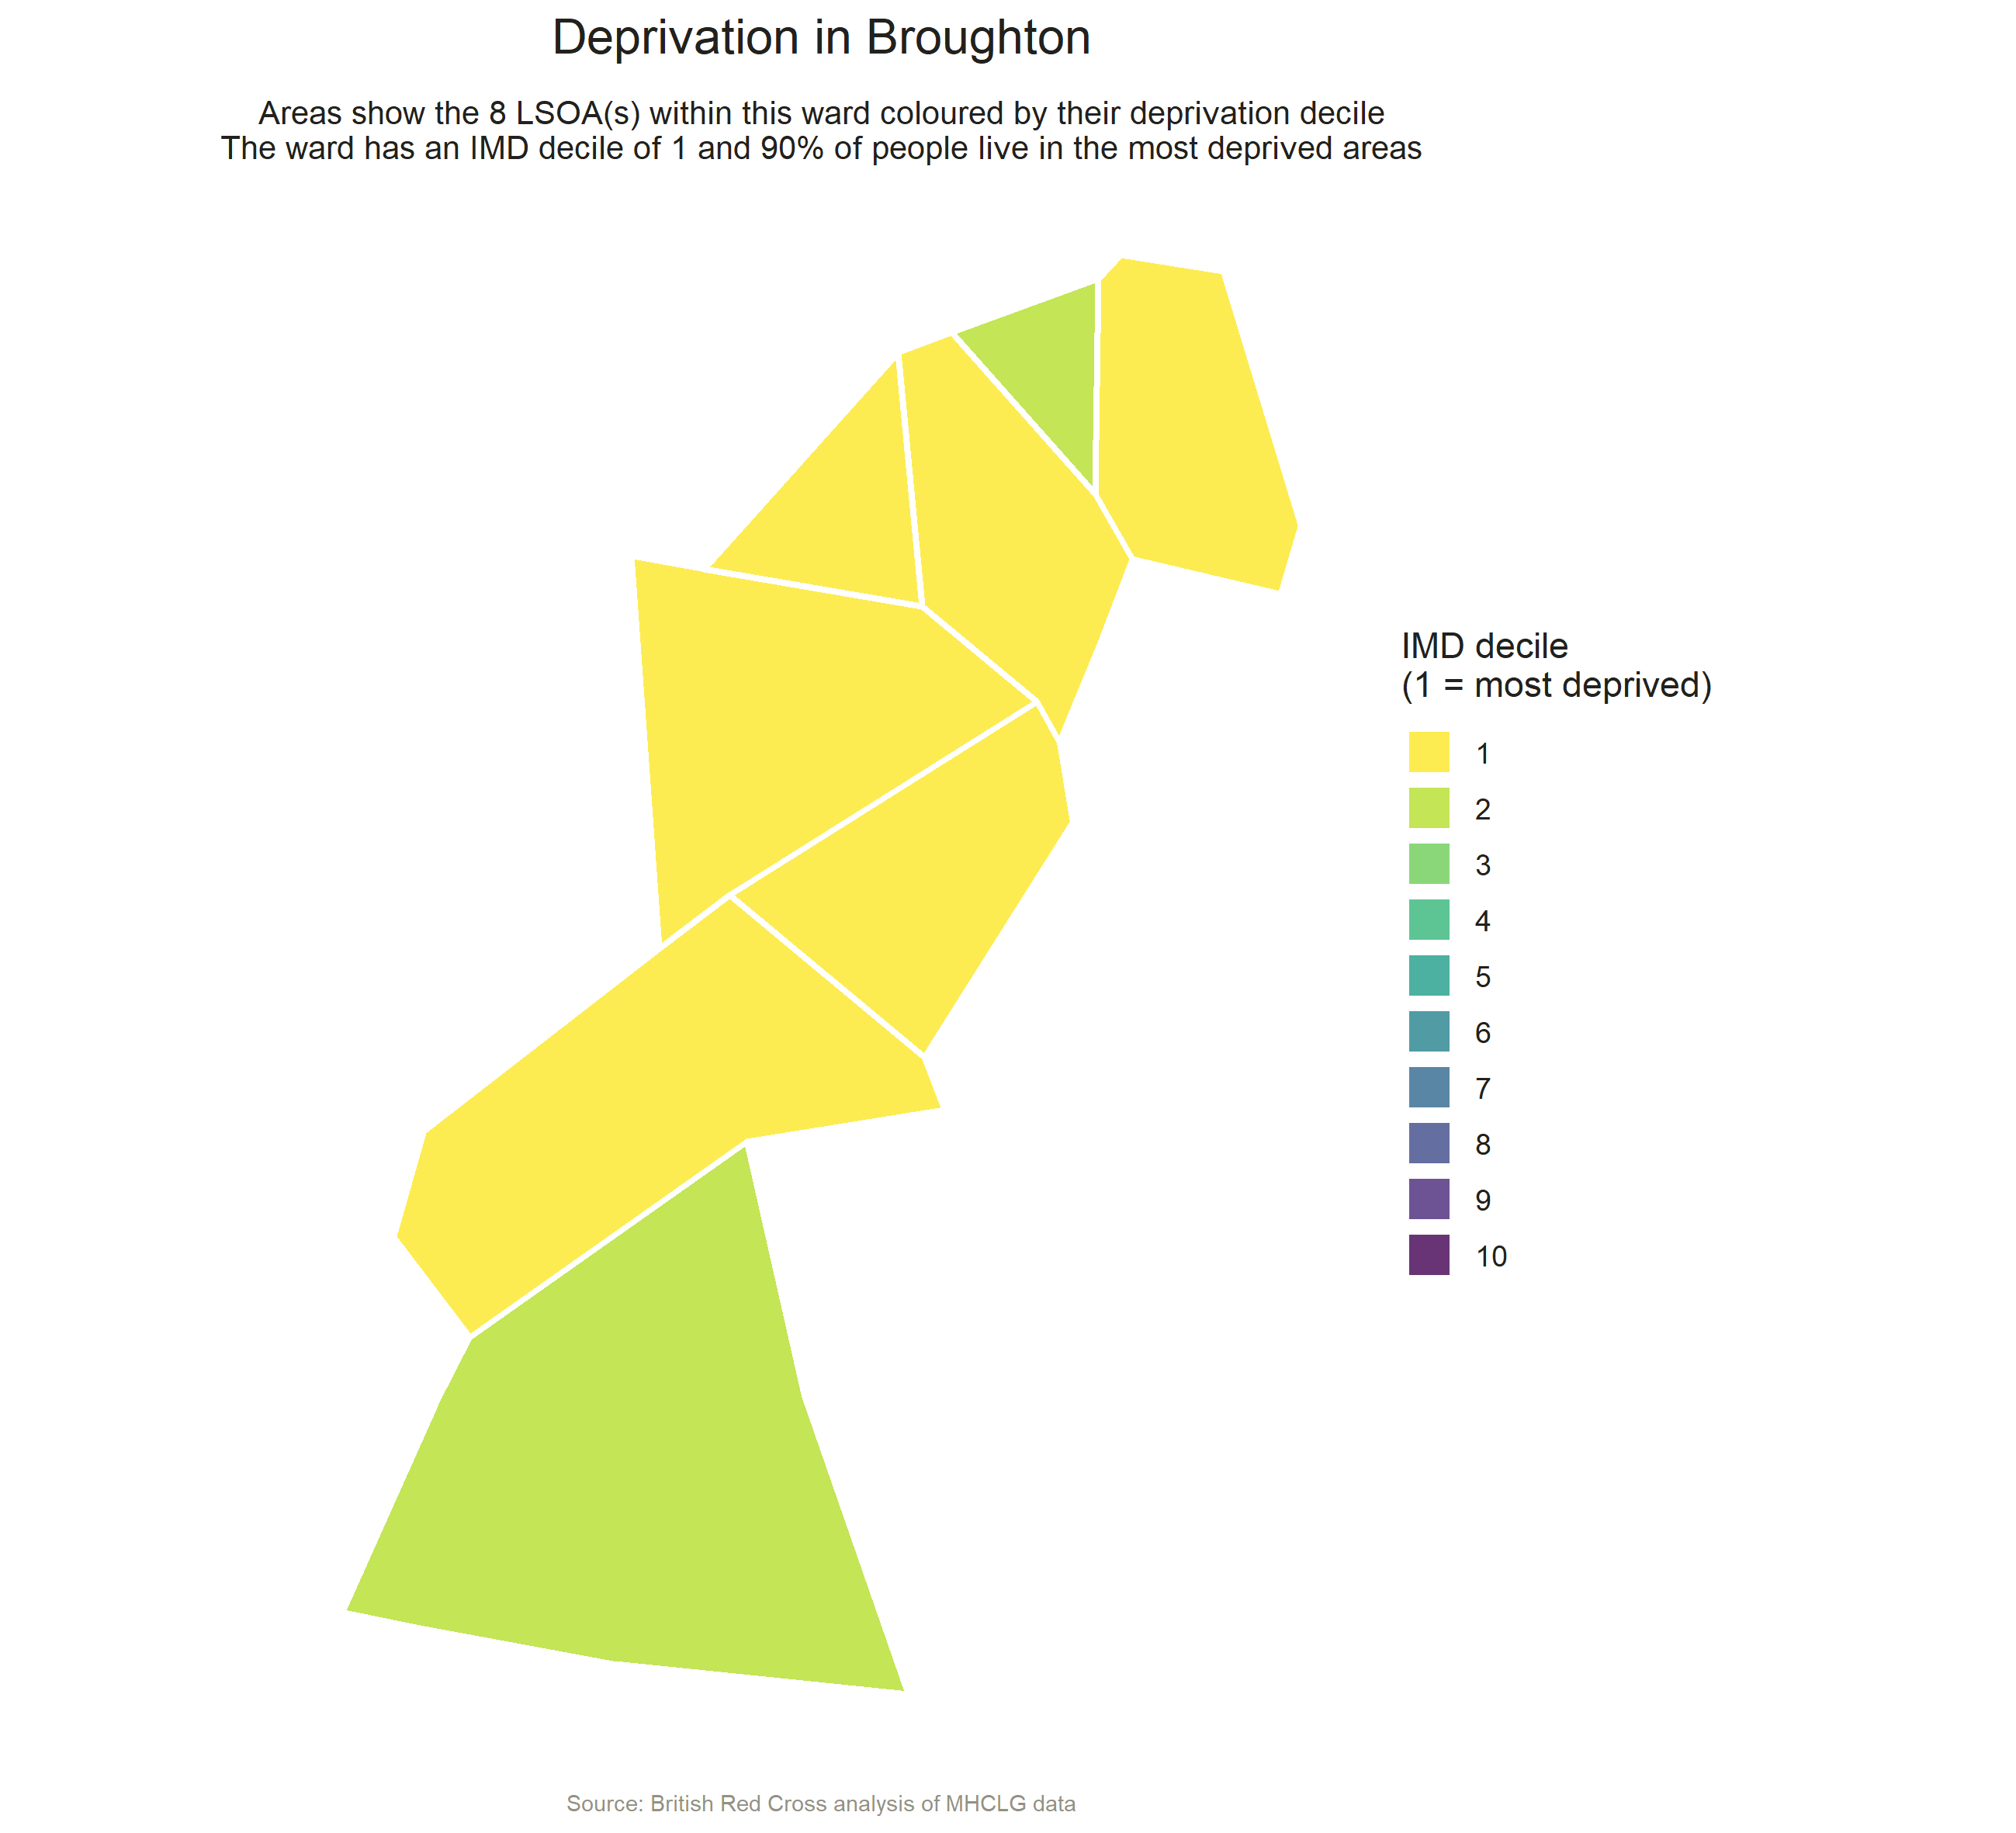 Deprivation in Broughton
Areas show the 8 LSOA(s) within this ward coloured by their deprivation decile
The ward has an IMD decile of 1 and 90% of people live in the most deprived areas
IMD decile
(1 = most deprived)
1
2
3
4
5
6
7
8
9
10
Source: British Red Cross analysis of MHCLG data